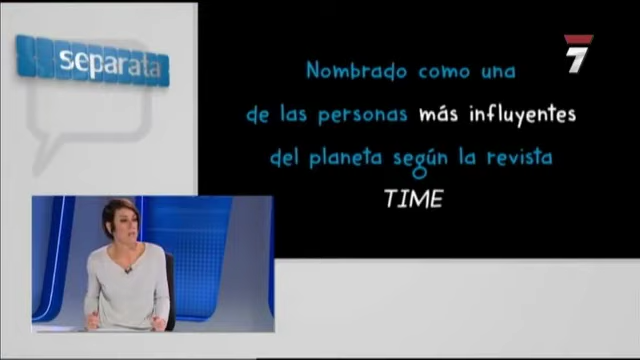 separata
7
Nombrado como una
de las personas más influyentes
del planeta según la revista
TIME